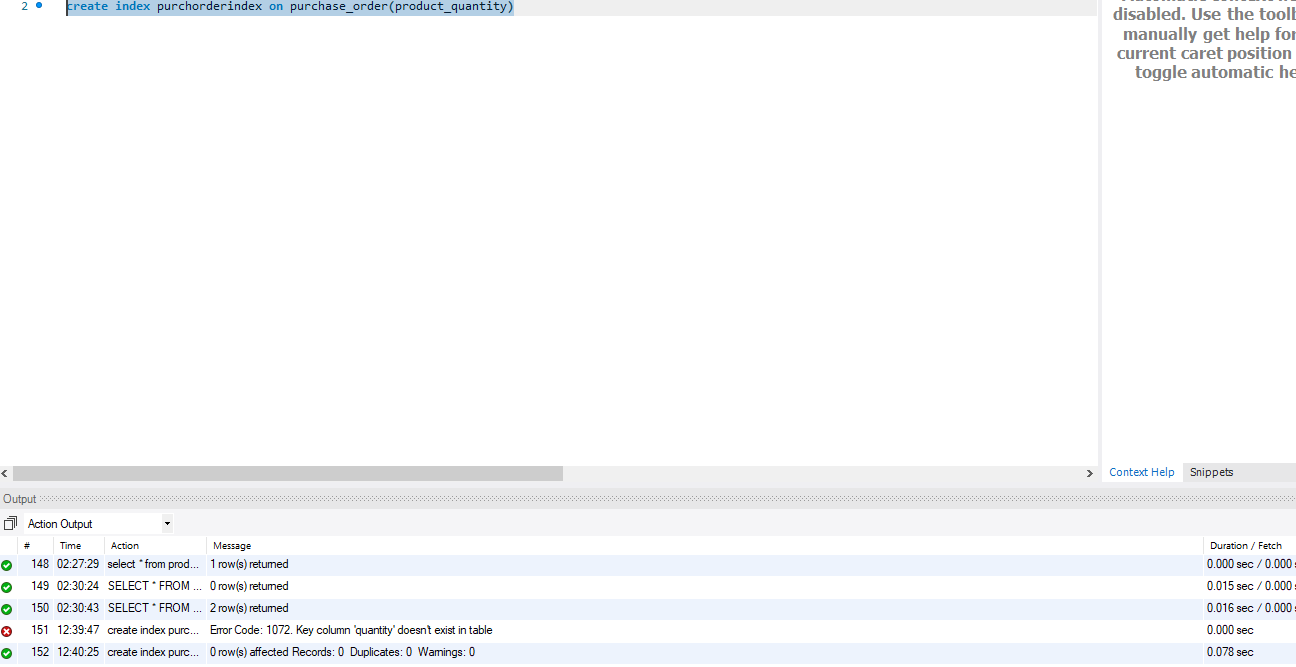 2 create index purchorderindex on purchase_order(product_quantity)
disabled. Use the toolb
manually get help for
current caret position
toggle automatic he
Context Help Snippets
Output
Action Output
# Time Action Message Duration / Fetch
148 02:27:29 select * from prod... 1 row(s) returned 0.000 sec / 0.000 s
149 02:30:24 SELECT * FROM ... 0 row(s) returned 0.015 sec / 0.000 s
150 02:30:43 SELECT * FROM ... 2 row(s) returned 0.016 sec / 0.000 s
151 12:39:47 create index purc... Error Code: 1072. Key column 'quantity' doesn't exist in table 0.000 sec
152 12:40:25 create index purc... 0 row(s) affected Records: 0 Duplicates: 0 Warnings: 0 0.078 sec